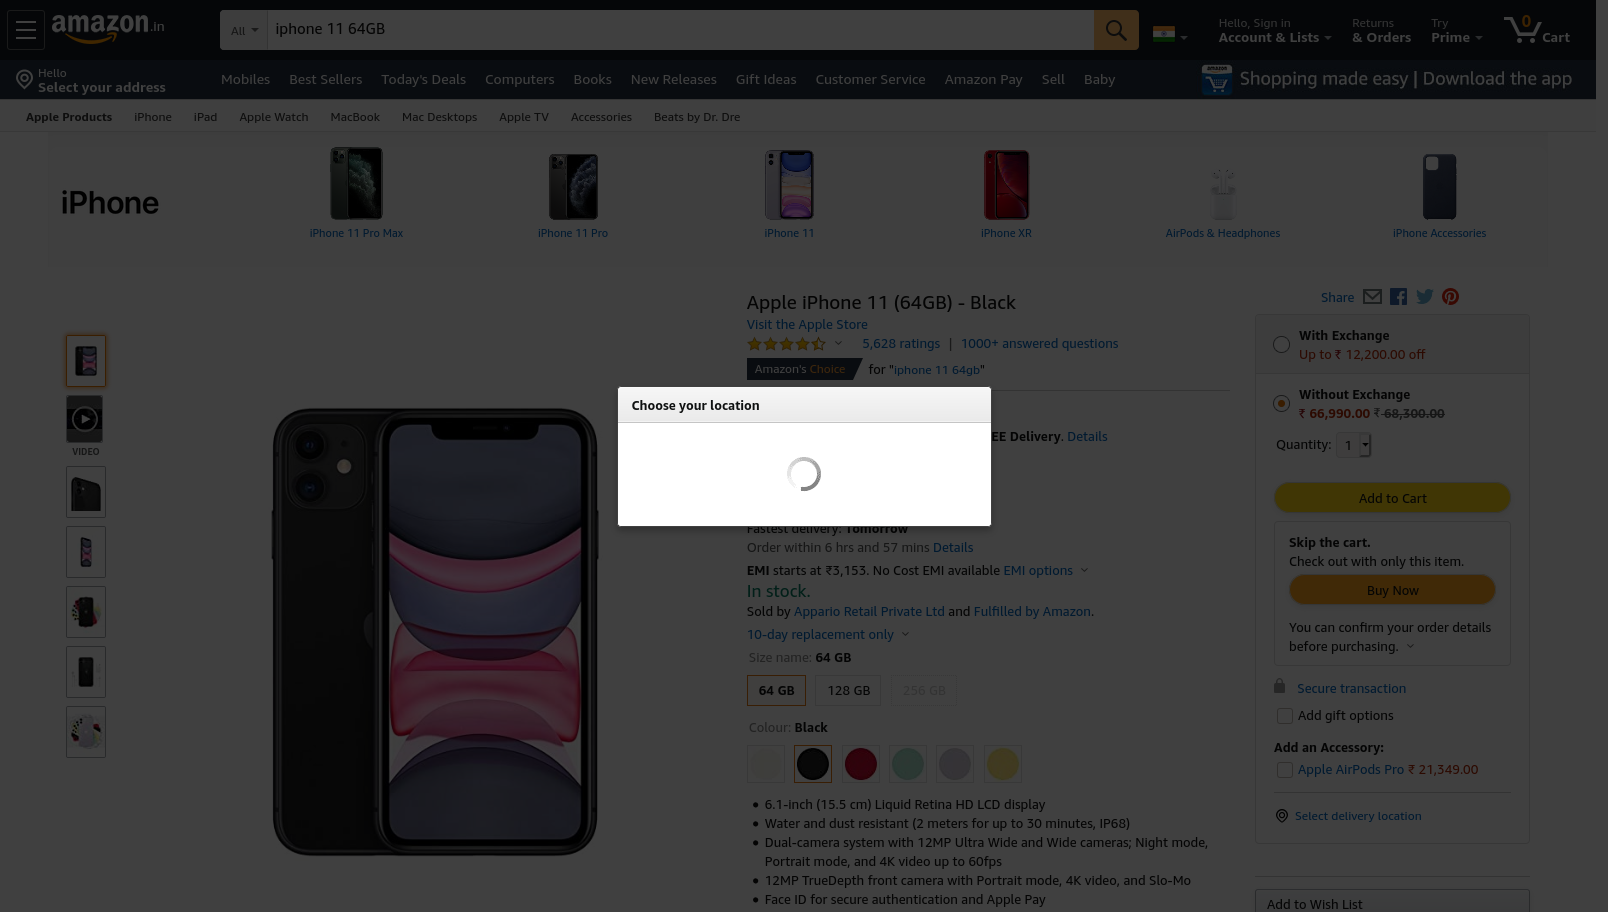 amazon.in
All
iphone 11 64GB
Hello, Sign in
Account & Lists
Returns
& Orders
Try
Prime
0
Cart
Hello
Select your address
Mobiles
Best Sellers
Today's Deals
Computers
Books
New Releases
Gift Ideas
Customer Service
Amazon Pay
Sell
Baby
Shopping made easy | Download the app
Apple Products
iPhone
iPad
Apple Watch
MacBook
Mac Desktops
Apple TV
Accessories
Beats by Dr. Dre
iPhone
iPhone 11 Pro Max
iPhone 11 Pro
iPhone 11
iPhone XR
AirPods & Headphones
iPhone Accessories
VIDEO
Apple iPhone 11 (64GB) - Black
Visit the Apple Store
5,628 ratings | 1000+ answered questions
Amazon's Choice for "iphone 11 64gb"
Choose your location
EE Delivery. Details
Fastest delivery: Tomorrow
Order within 6 hrs and 57 mins Details
EMI starts at ₹3,153. No Cost EMI available EMI options
In stock.
Sold by Appario Retail Private Ltd and Fulfilled by Amazon.
10-day replacement only
Size name: 64 GB
64 GB
128 GB
256 GB
Colour: Black
• 6.1-inch (15.5 cm) Liquid Retina HD LCD display
• Water and dust resistant (2 meters for up to 30 minutes, IP68)
• Dual-camera system with 12MP Ultra Wide and Wide cameras; Night mode,
Portrait mode, and 4K video up to 60fps
• 12MP TrueDepth front camera with Portrait mode, 4K video, and Slo-Mo
• Face ID for secure authentication and Apple Pay
Share
With Exchange
Up to ₹ 12,200.00 off
Without Exchange
₹ 66,990.00 ₹ 68,300.00
Quantity: 1
Add to Cart
Skip the cart.
Check out with only this item.
Buy Now
You can confirm your order details
before purchasing.
Secure transaction
Add gift options
Add an Accessory:
Apple AirPods Pro ₹ 21,349.00
Select delivery location
Add to Wish List